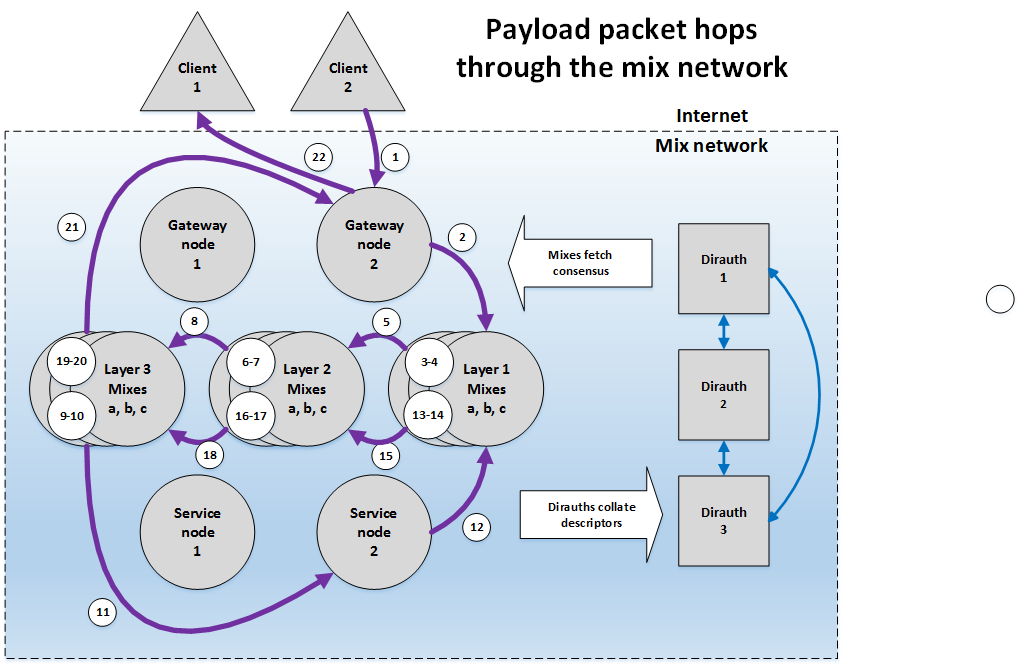 Payload packet hops
through the mix network
Client
1
Client
2
Internet
Mix network
22
1
21
2
Gateway
node
1
Gateway
node
2
Mixes fetch
consensus
Dirauth
1
8
5
19-20
9-10
Layer 3
Mixes
a, b, c
6-7
16-17
Layer 2
Mixes
a, b, c
3-4
13-14
Layer 1
Mixes
a, b, c
Dirauth
2
18
15
Service
node
1
Service
node
2
12
Dirauths collate
descriptors
Dirauth
3
11